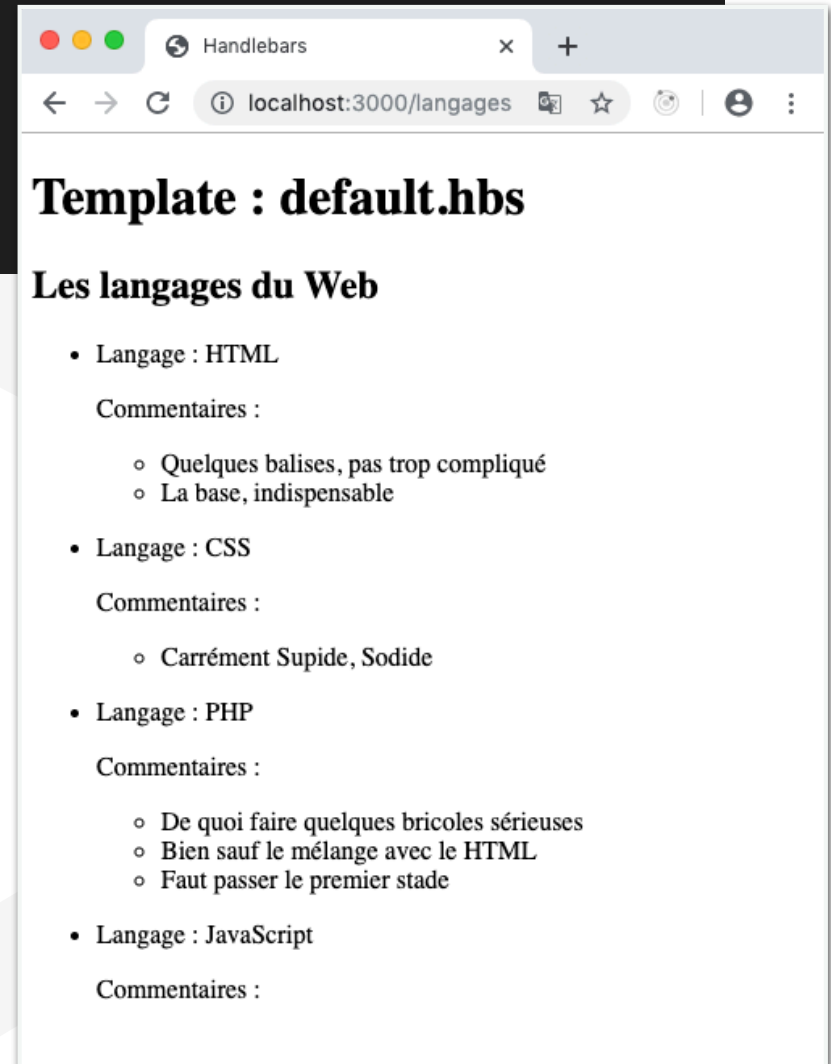 Handlebars
localhost:3000/langages
Template : default.hbs
Les langages du Web
Langage : HTML
Commentaires :
Quelques balises, pas trop compliqué
La base, indispensable
Langage : CSS
Commentaires :
Carrément Supide, Sodide
Langage : PHP
Commentaires :
De quoi faire quelques bricoles sérieuses
Bien sauf le mélange avec le HTML
Faut passer le premier stade
Langage : JavaScript
Commentaires :